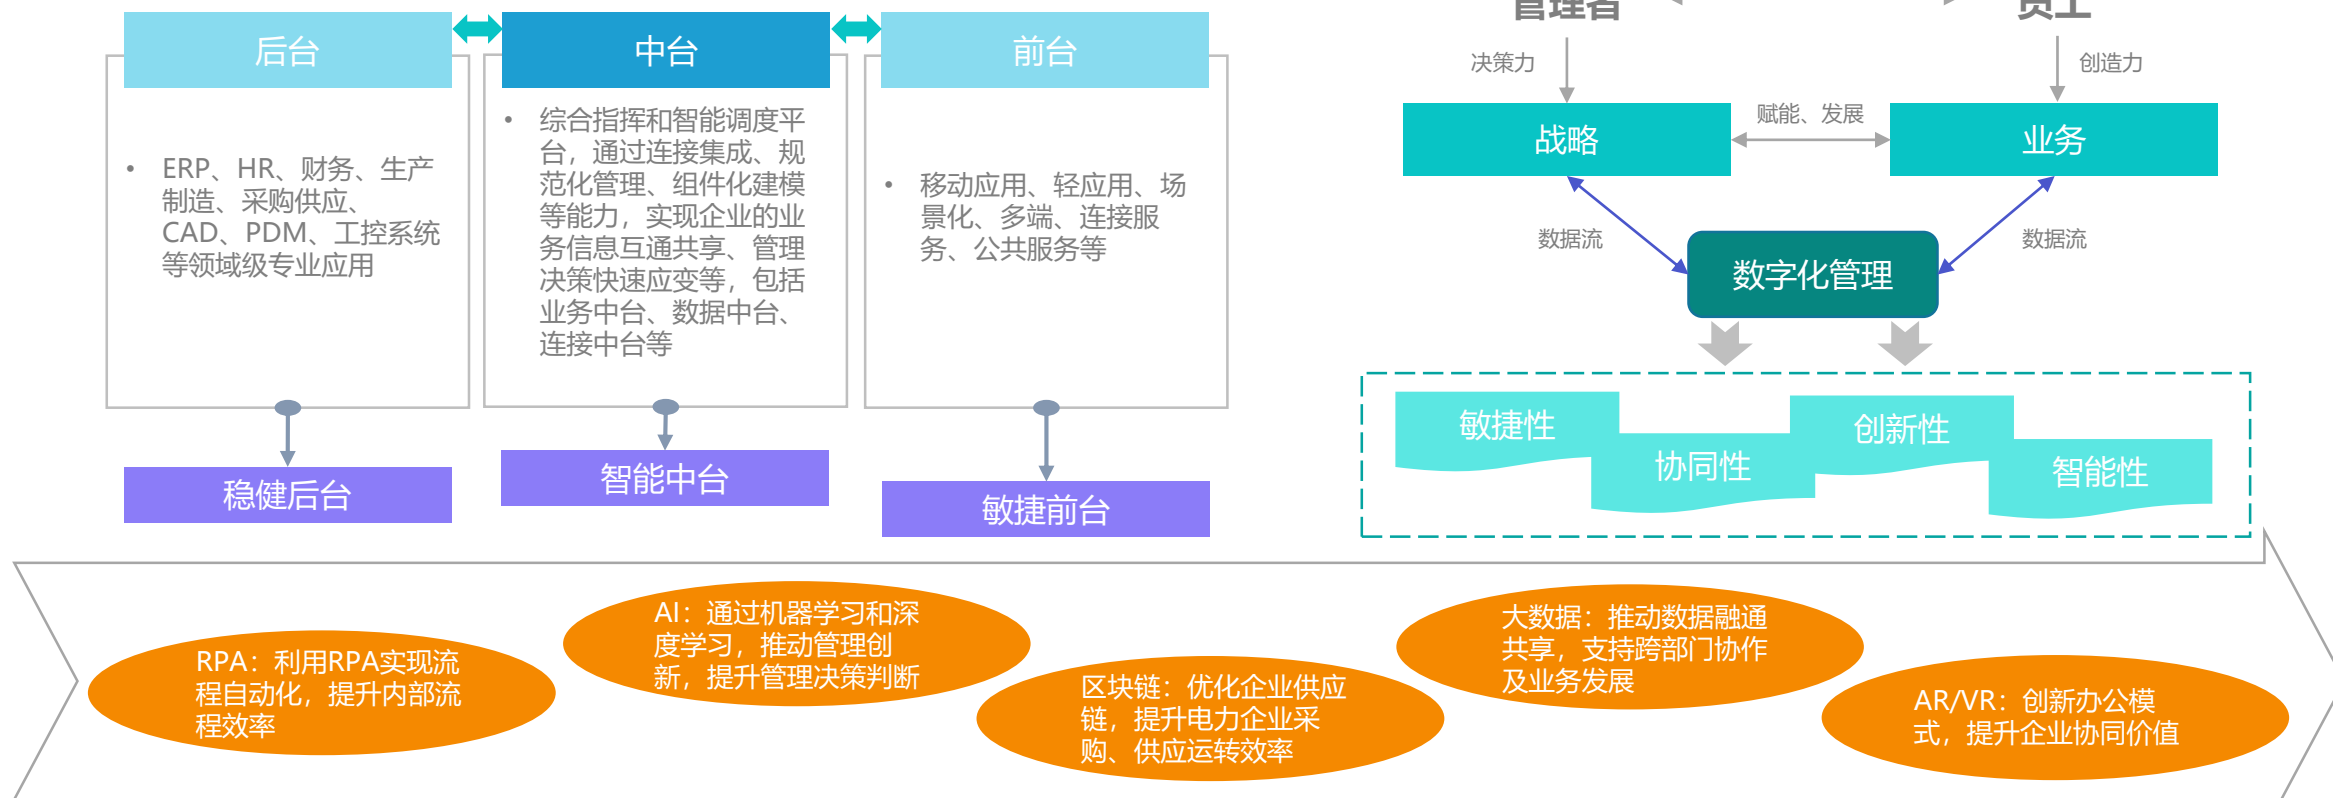 后台
中台
前台
• ERP、HR、财务、生产
制造、采购供应、
CAD、PDM、工控系统
等领域级专业应用
• 综合指挥和智能调度平
台，通过连接集成、规
范化管理、组件化建模
等能力，实现企业的业
务信息互通共享、管理
决策快速应变等，包括
业务中台、数据中台、
连接中台等
• 移动应用、轻应用、场
景化、多端、连接服
务、公共服务等
稳健后台
智能中台
敏捷前台
管理者
员工
决策力
创造力
战略
赋能、发展
业务
数据流
数据流
数字化管理
敏捷性
协同性
创新性
智能性
RPA：利用RPA实现流
程自动化，提升内部流
程效率
AI：通过机器学习和深
度学习，推动管理创
新，提升管理决策判断
区块链：优化企业供应
链，提升电力企业采
购、供应运转效率
大数据：推动数据融通
共享，支持跨部门协作
及业务发展
AR/VR：创新办公模
式，提升企业协同价值